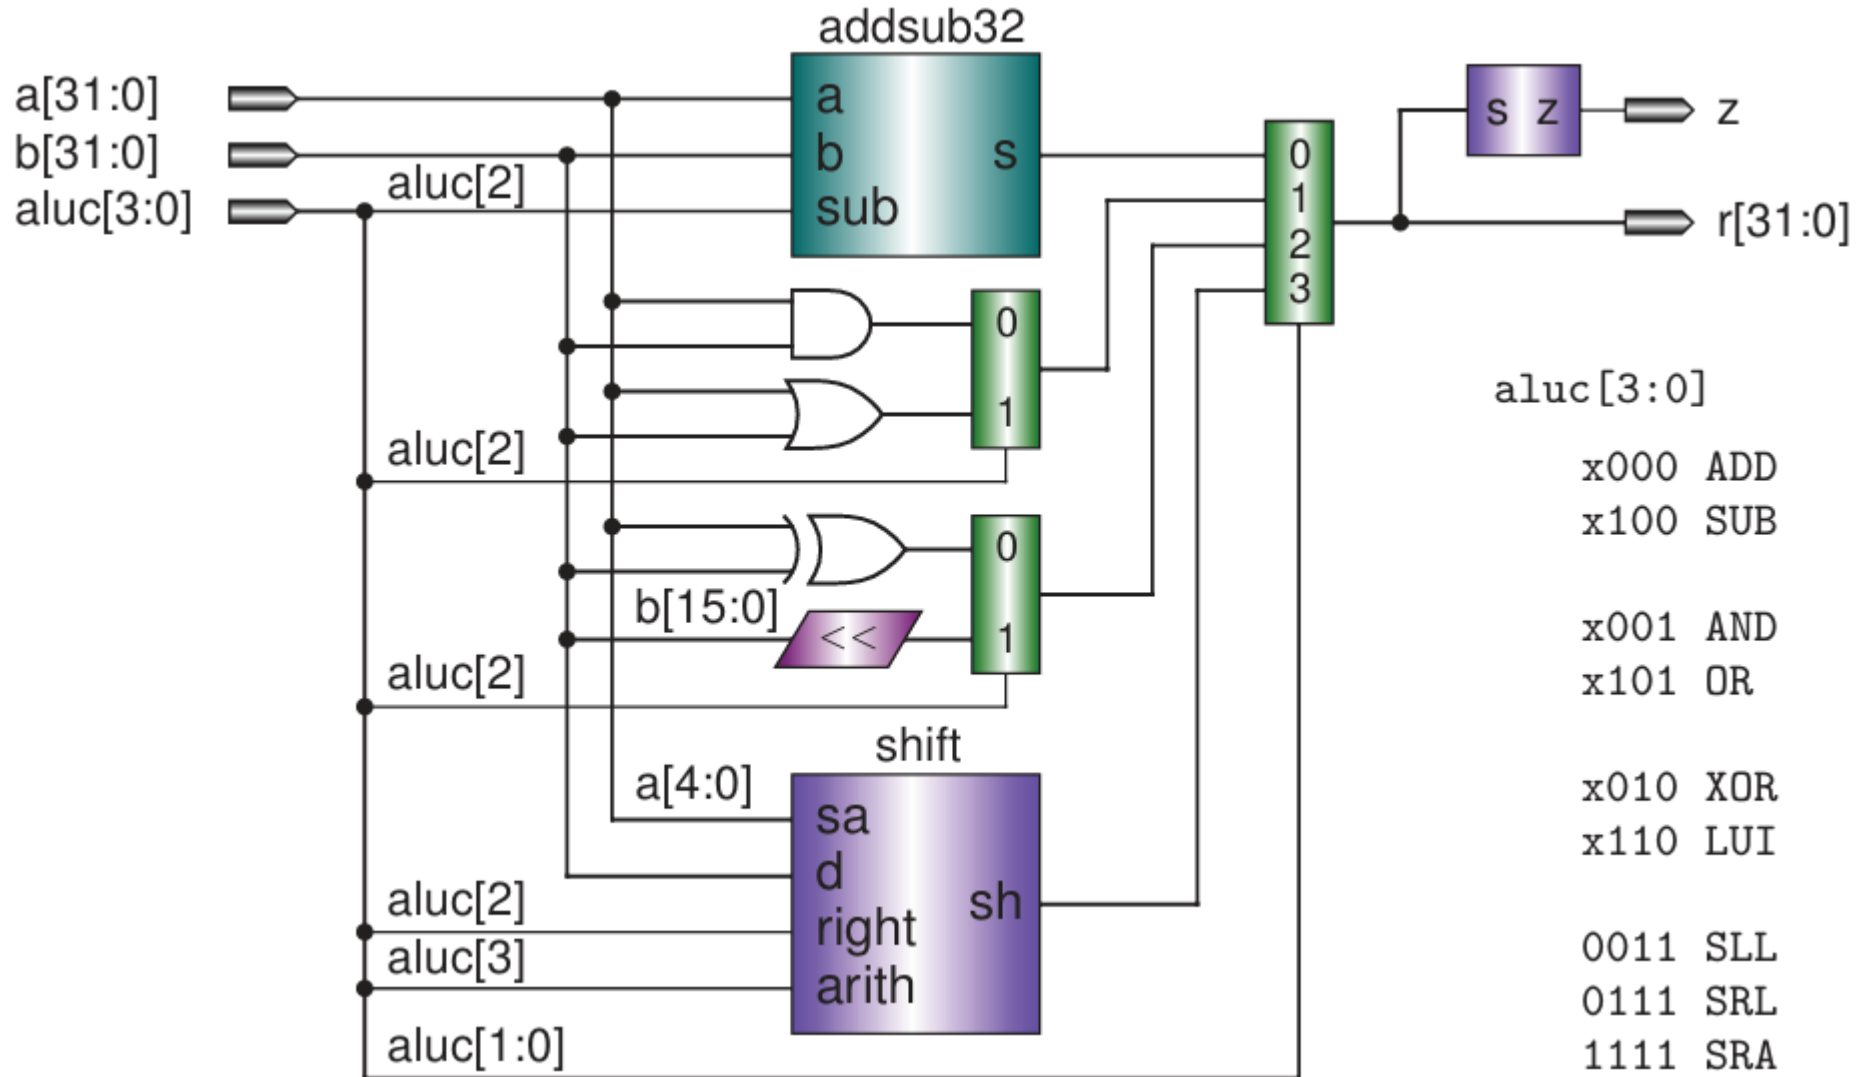 addsub32
a[31:0]
b[31:0]
aluc[3:0]
aluc[2]
a
b
sub
s
0
1
2
3
s z
z
r[31:0]
0
1
aluc[2]
b[15:0]
<<
0
1
aluc[2]
shift
a[4:0]
sa
d
right
arith
sh
aluc[2]
aluc[3]
aluc[1:0]
aluc[3:0]
x000 ADD
x100 SUB
x001 AND
x101 OR
x010 XOR
x110 LUI
0011 SLL
0111 SRL
1111 SRA